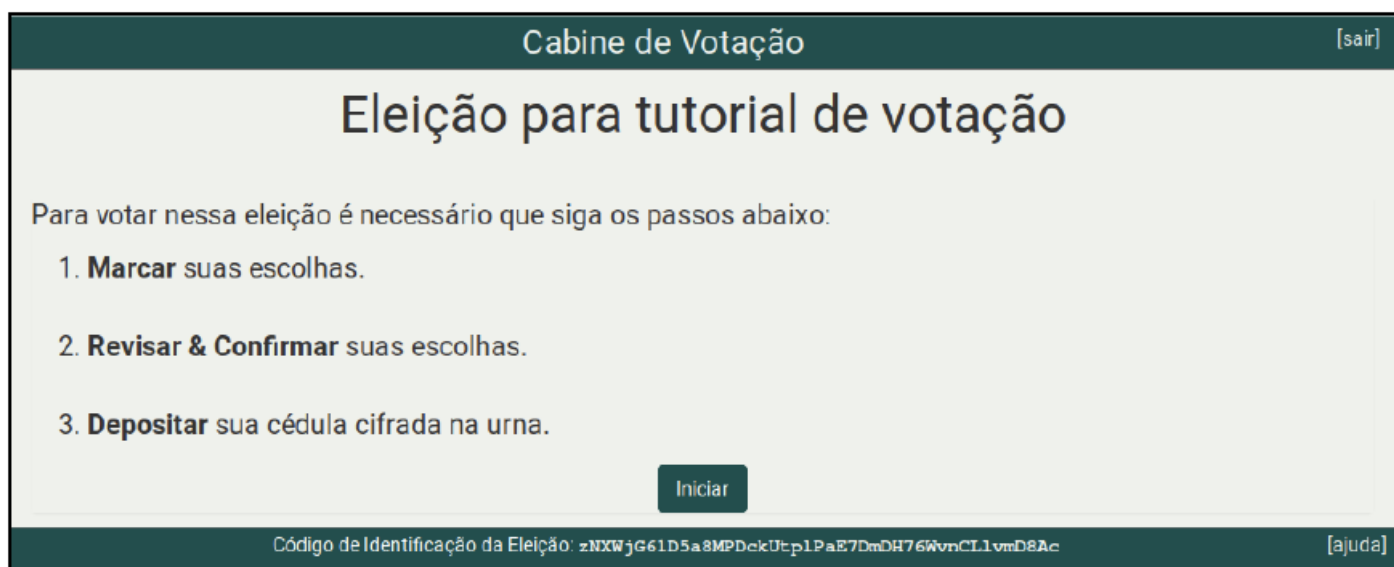 Cabine de Votação
[sair]
Eleição para tutorial de votação
Para votar nessa eleição é necessário que siga os passos abaixo:
1. Marcar suas escolhas.
2. Revisar & Confirmar suas escolhas.
3. Depositar sua cédula cifrada na urna.
Iniciar
Código de Identificação da Eleição:
[ajuda]